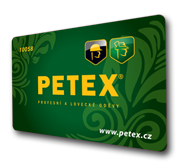 10058
PETEX®
PROFESNÍ A LOVECKÉ ODĚVY
www.petex.cz